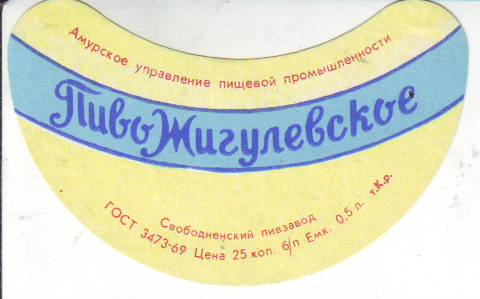 Амурское управление пищевой промышленности
Пиво Жигулевское
Свободненский пивзавод
ГОСТ 3473-69 Цена 25 коп. б/п Емк. 0,5 л. т.К.р.